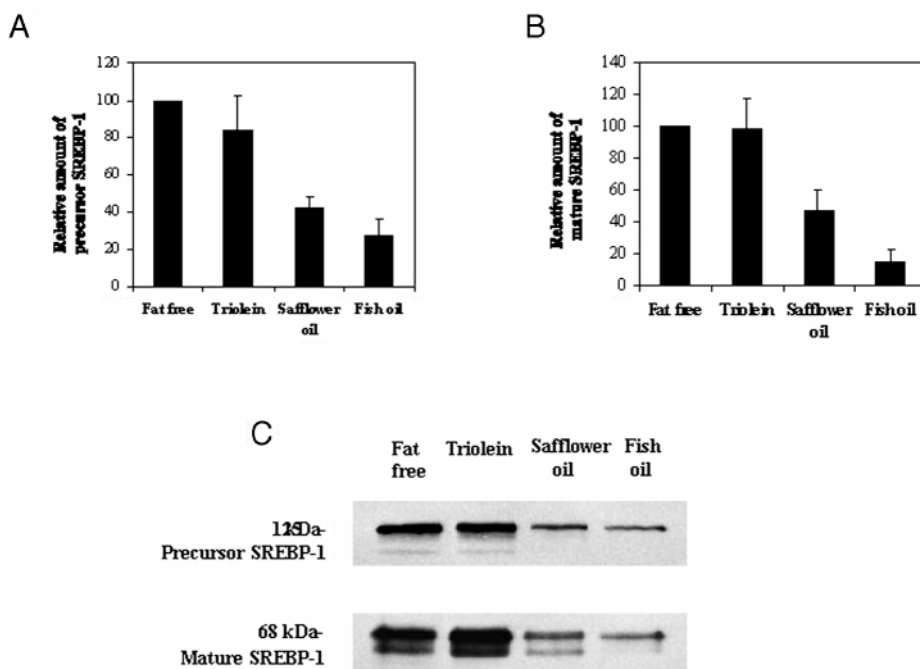 A
Relative amount of
precursor SREBP-1
120
100
80
60
40
20
0
Fat free Triolein Safflower Fish oil
oil
B
Relative amount of
mature SREBP-1
140
120
100
80
60
40
20
0
Fat free Triolein Safflower Fish oil
oil
C
Fat Triolein Safflower Fish
free oil oil
kDa-
Precursor SREBP-1
68 kDa-
Mature SREBP-1